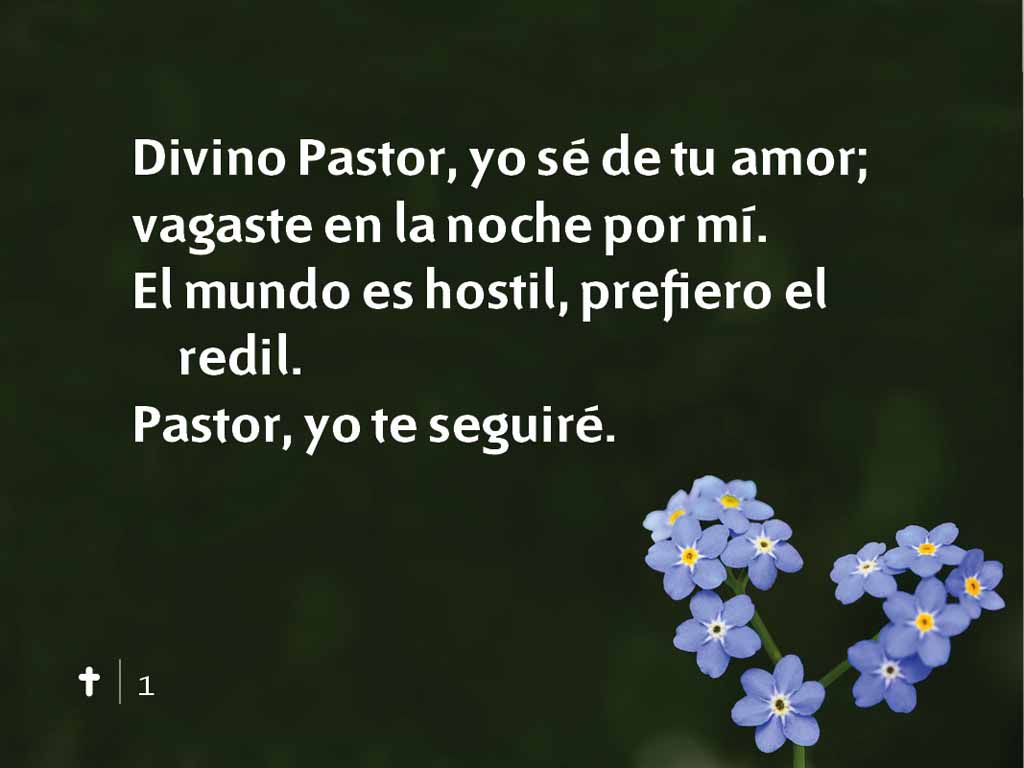 Divino Pastor, yo sé de tu amor;
vagaste en la noche por mí.
El mundo es hostil, prefiero el
redil.
Pastor, yo te seguiré.
1